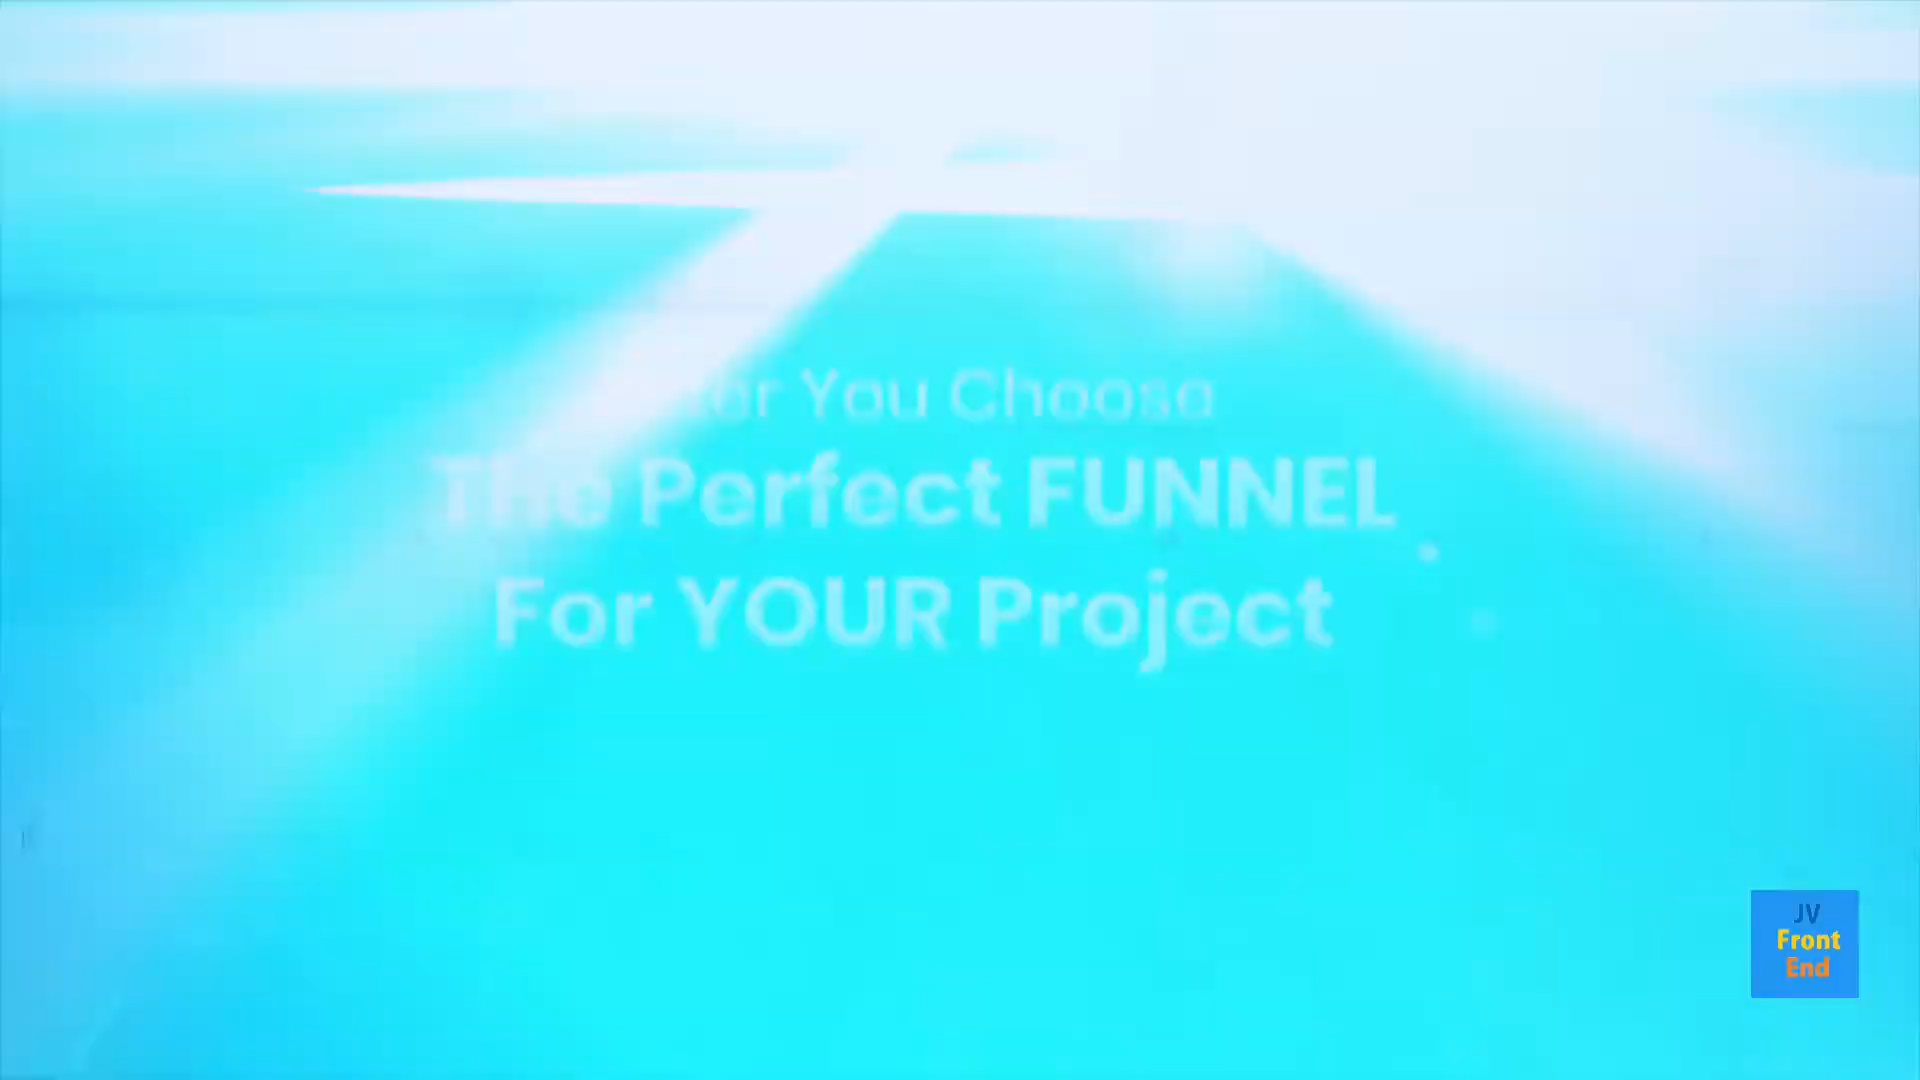 You Choose
The Perfect FUNNEL
For YOUR Project
JV
Front
End